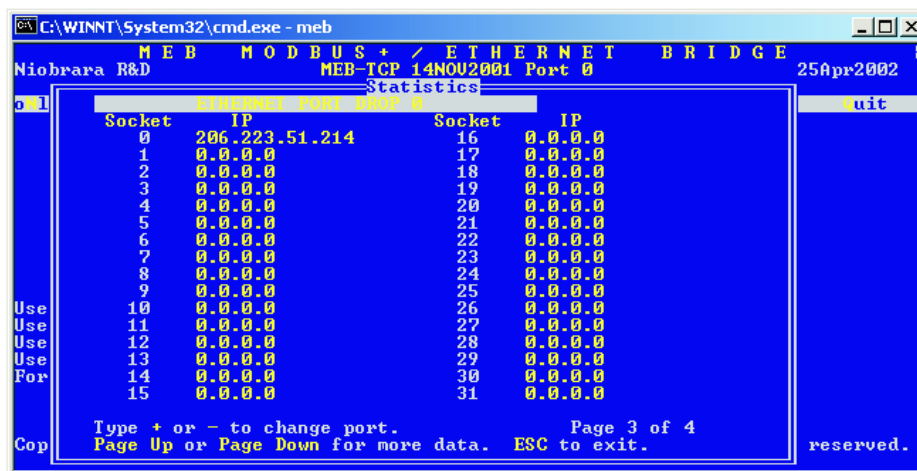 C:\WINNT\System32\cmd.exe - meb
M E B M O D B U S + / E T H E R N E T B R I D G E
Niobrara R&D MEB-TCP 14NOV2001 Port 0 25Apr2002
Statistics
oNl ETHERNET PORT DROP 0 Quit
Socket IP Socket IP
0 206.223.51.214 16 0.0.0.0
1 0.0.0.0 17 0.0.0.0
2 0.0.0.0 18 0.0.0.0
3 0.0.0.0 19 0.0.0.0
4 0.0.0.0 20 0.0.0.0
5 0.0.0.0 21 0.0.0.0
6 0.0.0.0 22 0.0.0.0
7 0.0.0.0 23 0.0.0.0
8 0.0.0.0 24 0.0.0.0
9 0.0.0.0 25 0.0.0.0
Use 10 0.0.0.0 26 0.0.0.0
Use 11 0.0.0.0 27 0.0.0.0
Use 12 0.0.0.0 28 0.0.0.0
Use 13 0.0.0.0 29 0.0.0.0
For 14 0.0.0.0 30 0.0.0.0
15 0.0.0.0 31 0.0.0.0
Type + or - to change port. Page 3 of 4
Cop Page Up or Page Down for more data. ESC to exit. reserved.